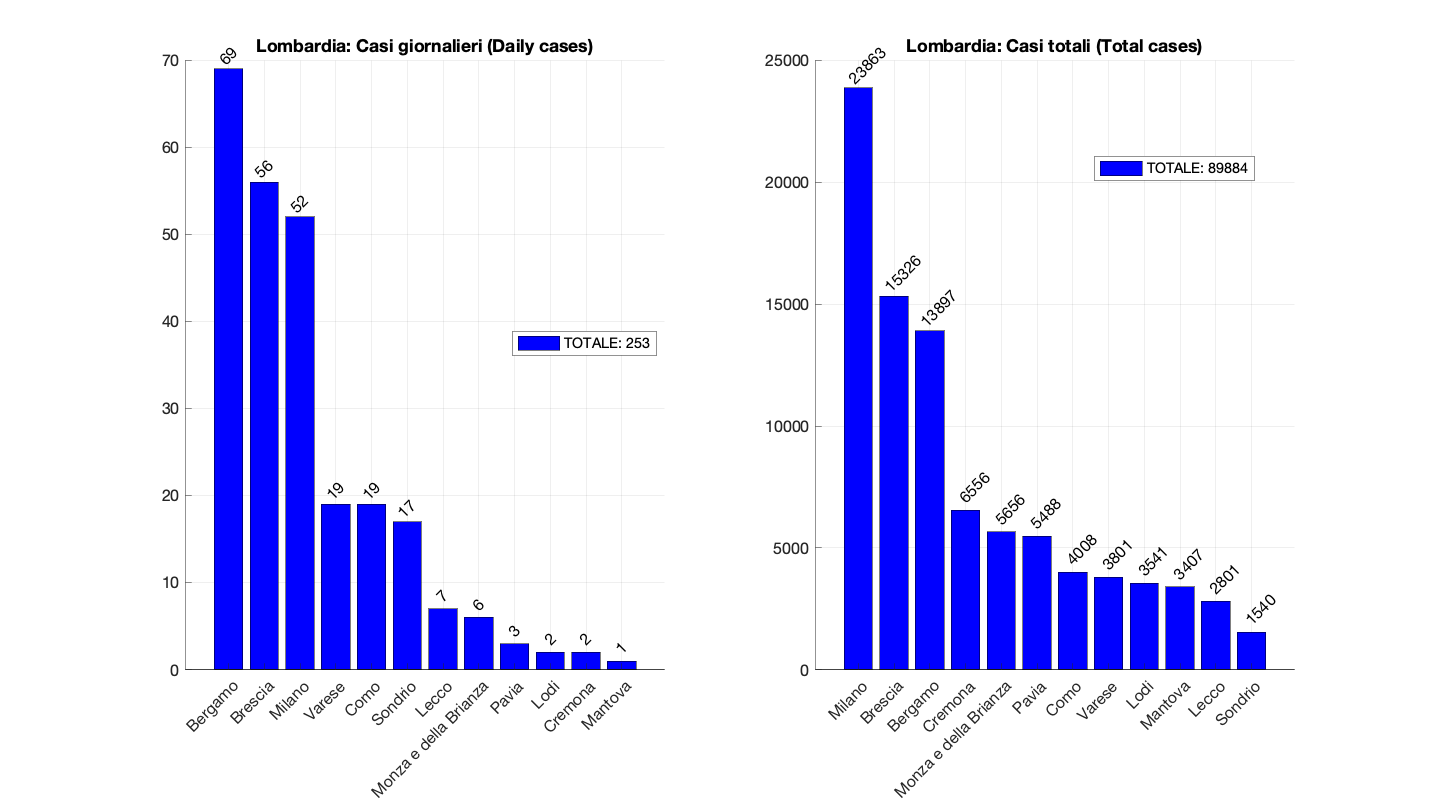 Lombardia: Casi giornalieri (Daily cases)
70
60
50
40
30
20
10
0
69
56
52
19
19
17
7
6
3
2
2
1
TOTALE: 253
Bergamo
Brescia
Milano
Varese
Como
Sondrio
Lecco
Monza e della Brianza
Pavia
Lodi
Cremona
Mantova
Lombardia: Casi totali (Total cases)
25000
20000
15000
10000
5000
0
23863
15326
13897
6556
5656
5488
4008
3801
3541
3407
2801
1540
TOTALE: 89884
Milano
Brescia
Bergamo
Cremona
Monza e della Brianza
Pavia
Como
Varese
Lodi
Mantova
Lecco
Sondrio